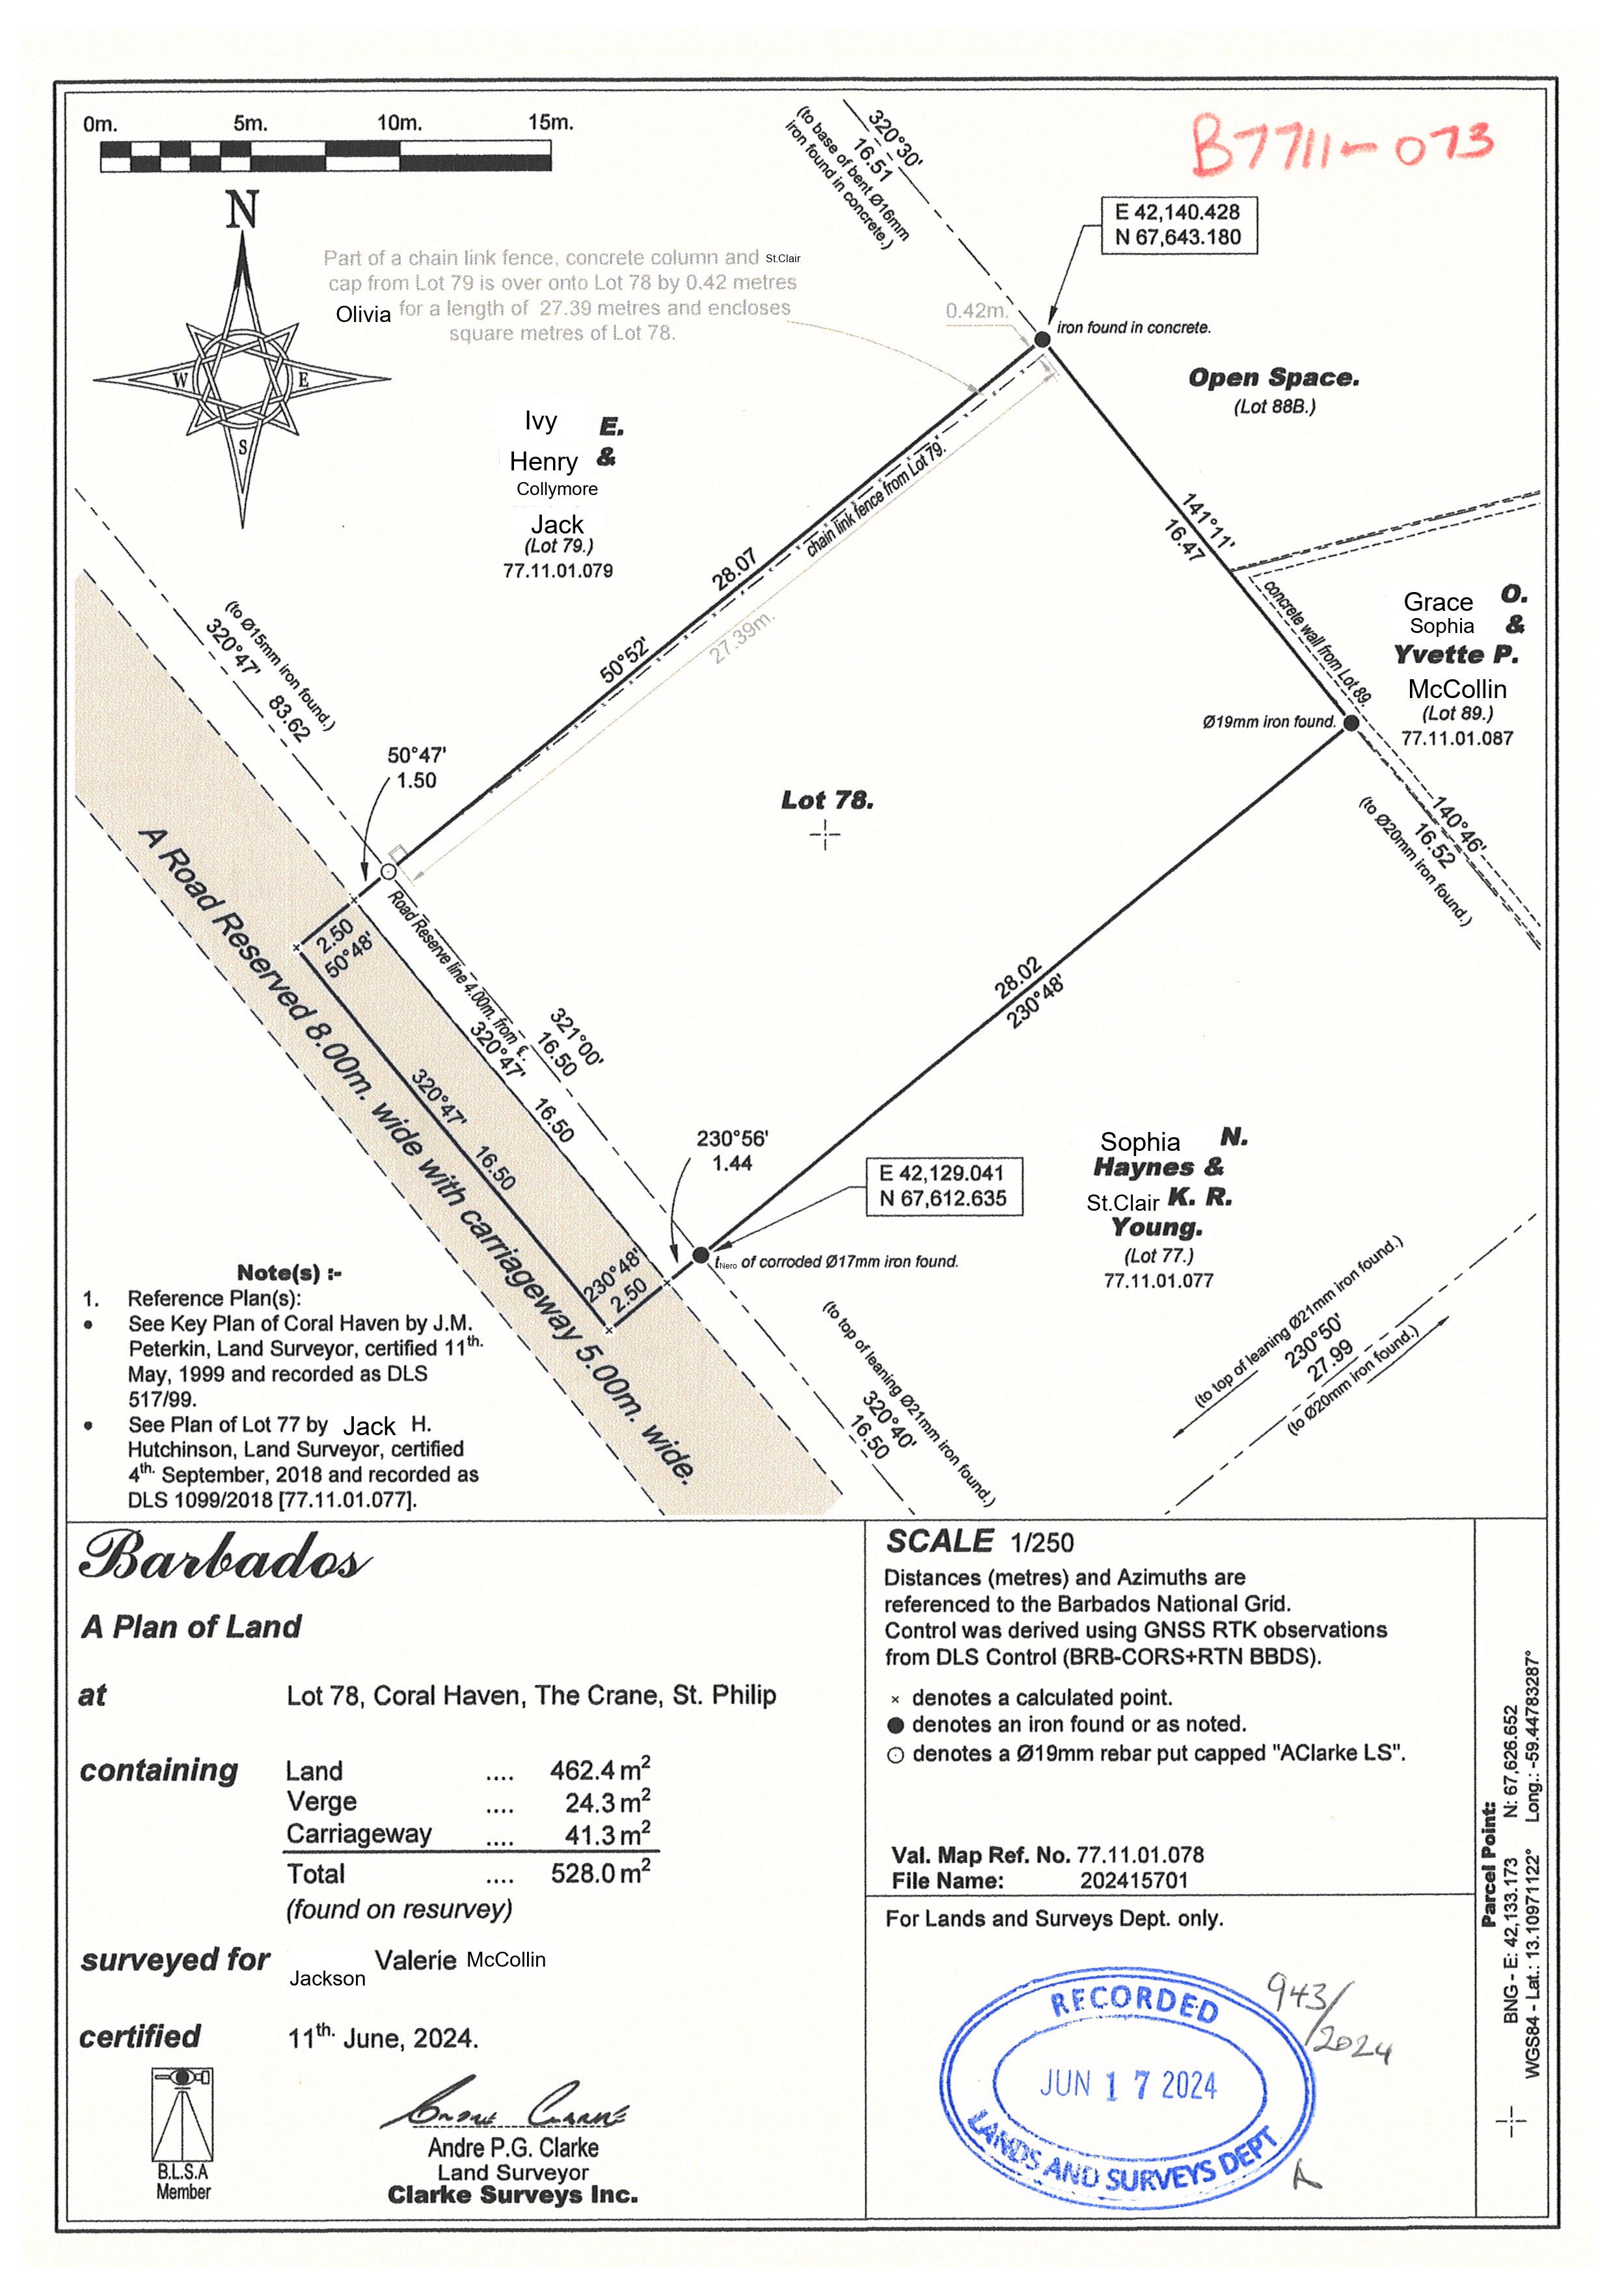 0m. 5m. 10m. 15m.
B7711-073
N
W E
S
320°30'
16.51
(to base of bent Ø16mm
iron found in concrete.)
E 42,140.428
N 67,643.180
Part of a chain link fence, concrete column and St.Clair
cap from Lot 79 is over onto Lot 78 by 0.42 metres
Olivia for a length of 27.39 metres and encloses
square metres of Lot 78.
0.42m.
iron found in concrete.
Open Space.
(Lot 88B.)
Ivy E.
Henry &
Collymore
Jack
(Lot 79.)
77.11.01.079
chain link fence from Lot 79.
28.07
50°52'
27.39m.
141°11'
16.47
concrete wall from Lot 89.
Grace O.
Sophia &
Yvette P.
McCollin
(Lot 89.)
77.11.01.087
Ø19mm iron found.
(to Ø15mm iron found.)
320°47' 83.62
50°47'
1.50
Lot 78.
140°46'
16.52
(to Ø20mm iron found.)
A Road Reserved 8.00m. wide with carriageway 5.00m. wide.
2.50
50°48'
Road Reserve line 4.00m. from ℄.
320°47' 16.50
321°00'
16.50
320°47' 16.50
28.02
230°48'
230°56'
1.44
E 42,129.041
N 67,612.635
230°48'
2.50
tNero of corroded Ø17mm iron found.
Sophia N.
Haynes &
St.Clair K. R.
Young.
(Lot 77.)
77.11.01.077
(to top of leaning Ø21mm iron found.)
320°40'
16.50
(to top of leaning Ø21mm iron found.)
230°50'
27.99
(to Ø20mm iron found.)
Note(s) :-
1. Reference Plan(s):
• See Key Plan of Coral Haven by J.M.
Peterkin, Land Surveyor, certified 11th.
May, 1999 and recorded as DLS
517/99.
• See Plan of Lot 77 by Jack H.
Hutchinson, Land Surveyor, certified
4th. September, 2018 and recorded as
DLS 1099/2018 [77.11.01.077].
Barbados
A Plan of Land
at Lot 78, Coral Haven, The Crane, St. Philip
containing Land .... 462.4 m²
Verge .... 24.3 m²
Carriageway .... 41.3 m²
Total .... 528.0 m²
(found on resurvey)
surveyed for Jackson Valerie McCollin
certified 11th. June, 2024.
B.L.S.A
Member
Andre P.G. Clarke
Land Surveyor
Clarke Surveys Inc.
SCALE 1/250
Distances (metres) and Azimuths are
referenced to the Barbados National Grid.
Control was derived using GNSS RTK observations
from DLS Control (BRB-CORS+RTN BBDS).
× denotes a calculated point.
denotes an iron found or as noted.
denotes a Ø19mm rebar put capped "AClarke LS".
Val. Map Ref. No. 77.11.01.078
File Name: 202415701
For Lands and Surveys Dept. only.
RECORDED
JUN 17 2024
LANDS AND SURVEYS DEPT
943/
2024
Parcel Point:
BNG - E: 42,133.173 N: 67,626.652
WGS84 - Lat.: 13.10971122° Long.: -59.44783287°